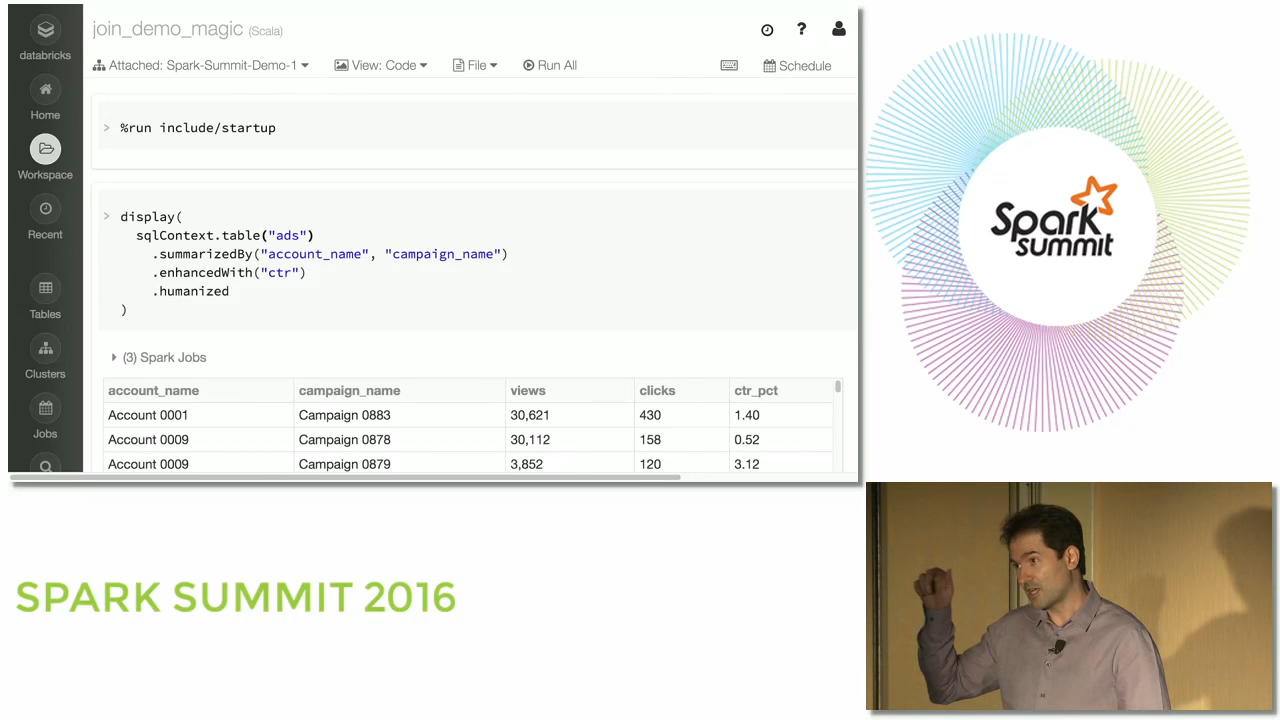 databricks
Home
Workspace
Recent
Tables
Clusters
Jobs
join_demo_magic (Scala)
?
Attached: Spark-Summit-Demo-1
View: Code
File
Run All
Schedule
> %run include/startup
> display(
sqlContext.table("ads")
.summarizedBy("account_name", "campaign_name")
.enhancedWith("ctr")
.humanized
)
(3) Spark Jobs
account_name campaign_name views clicks ctr_pct
Account 0001 Campaign 0883 30,621 430 1.40
Account 0009 Campaign 0878 30,112 158 0.52
Account 0009 Campaign 0879 3,852 120 3.12
Spark
summit
SPARK SUMMIT 2016